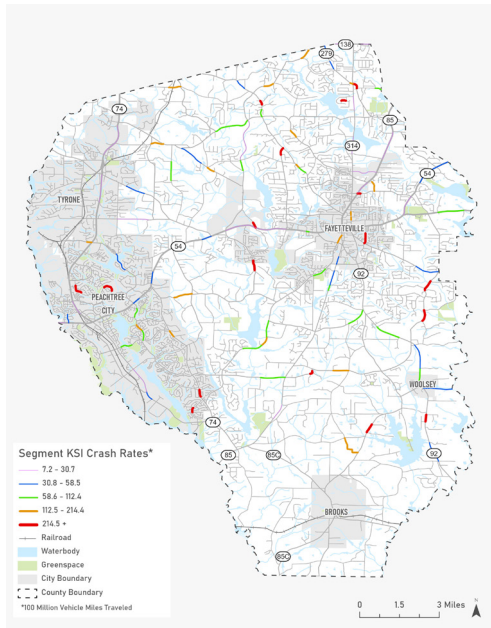 138
279
74
85
314
54
TYRONE
FAYETTEVILLE
54
92
PEACHTREE
CITY
WOOLSEY
74
85
85C
92
BROOKS
85C
Segment KSI Crash Rates*
7.2 - 30.7
30.8 - 58.5
58.6 - 112.4
112.5 - 214.4
214.5 +
Railroad
Waterbody
Greenspace
City Boundary
County Boundary
*100 Million Vehicle Miles Traveled
0 1.5 3 Miles
N